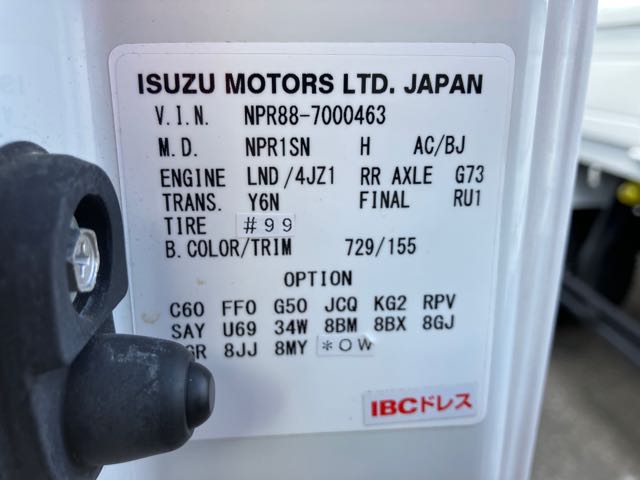 ISUZU MOTORS LTD. JAPAN
V.I.N. NPR88-7000463
M.D. NPR1SN H AC/BJ
ENGINE LND/4JZ1 RR AXLE G73
TRANS. Y6N FINAL RU1
TIRE #99
B.COLOR/TRIM 729/155
OPTION
C60 FF0 G50 JCQ KG2 RPV
SAY U69 34W 8BM 8BX 8GJ
GR 8JJ 8MY *0W
IBCドレス